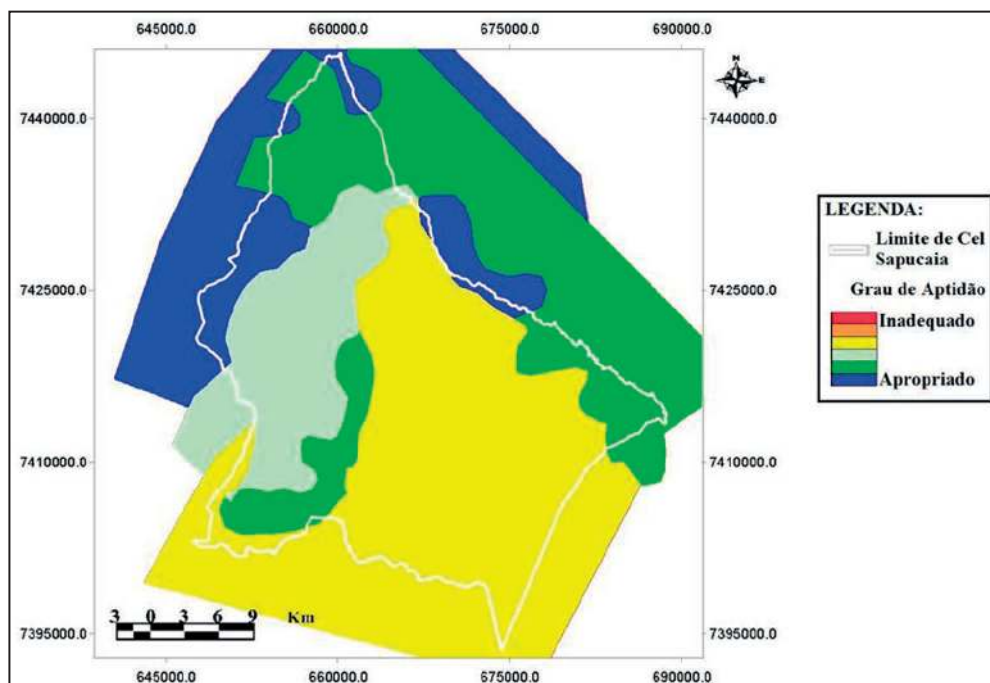 645000.0 660000.0 675000.0 690000.0
E
7440000.0 7440000.0
LEGENDA:
Limite de Cel
Sapucaia
7425000.0 7425000.0
Grau de Aptidão
Inadequado
Apropriado
7410000.0 7410000.0
3 0 3 6 9 Km
7395000.0 7395000.0
645000.0 660000.0 675000.0 690000.0